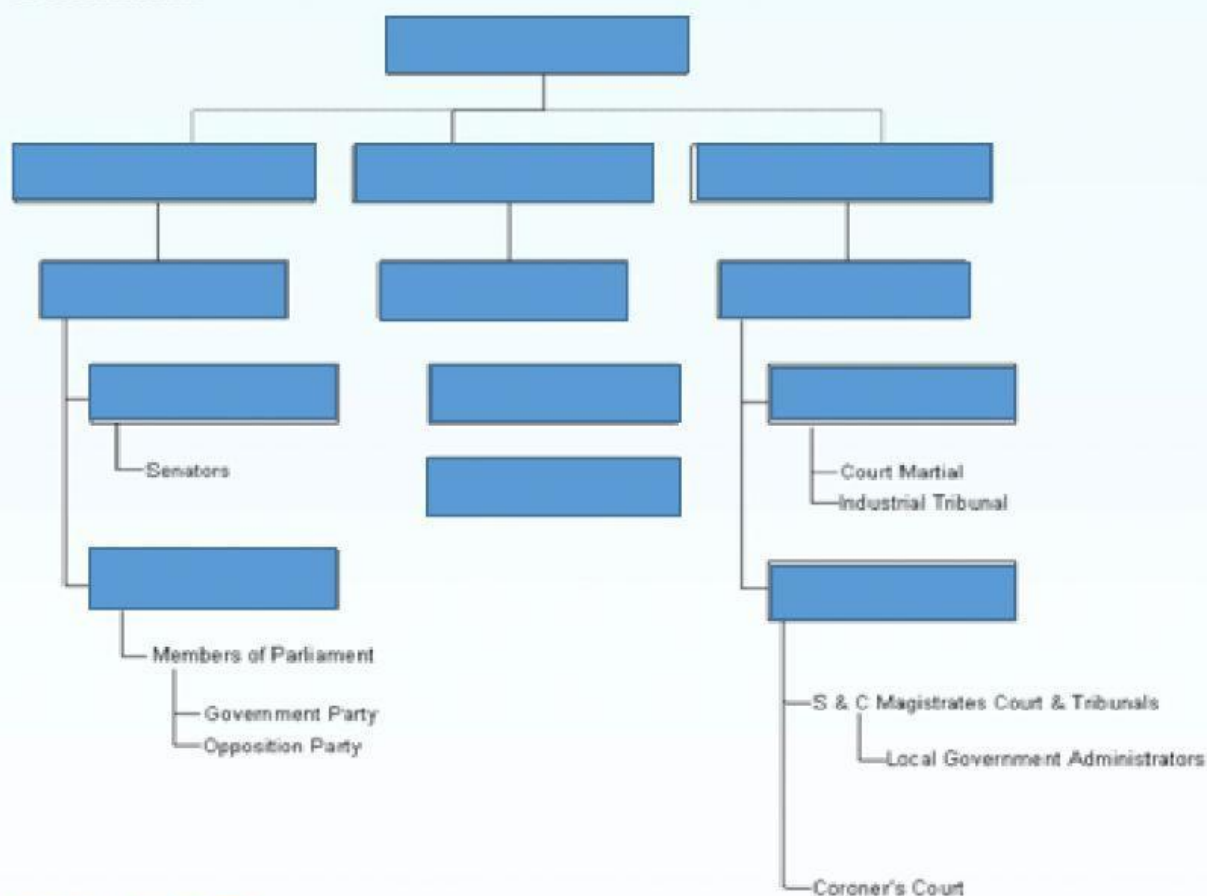 Senators
Members of Parliament
Government Party
Opposition Party
Court Martial
Industrial Tribunal
S & C Magistrates Court & Tribunals
Local Government Administrators
Coroner's Court